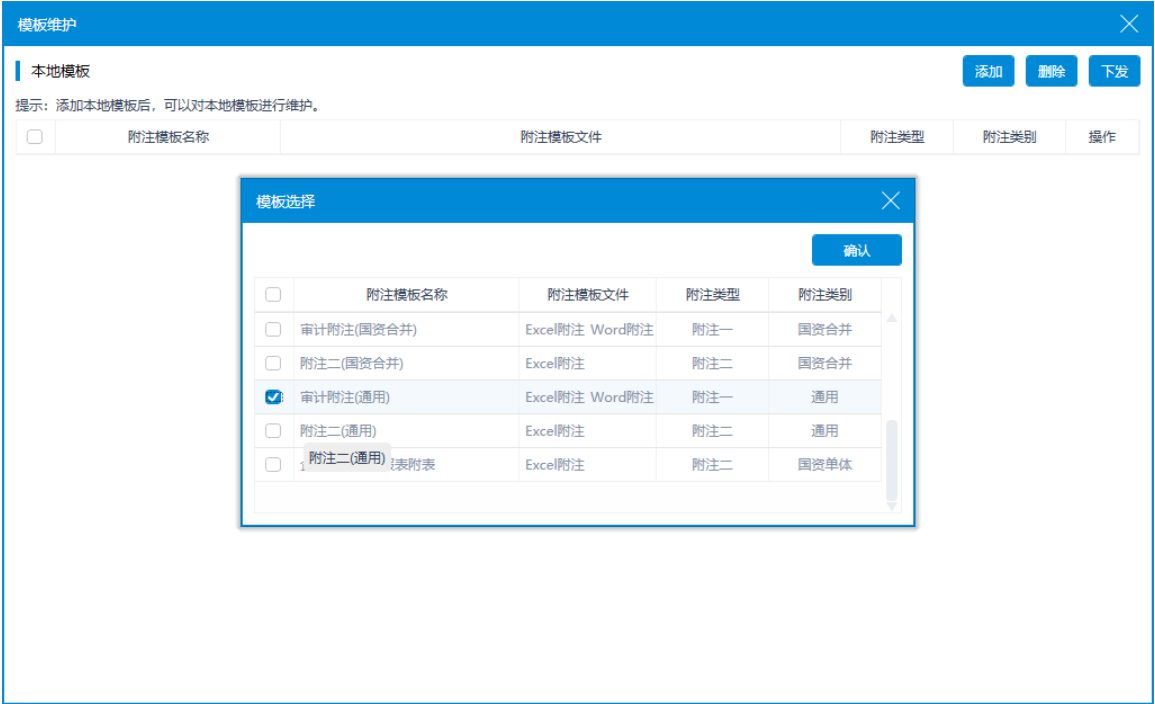 模板维护
本地模板 添加 删除 下发
提示：添加本地模板后，可以对本地模板进行维护。
附注模板名称 附注模板文件 附注类型 附注类别 操作
模板选择
确认
附注模板名称 附注模板文件 附注类型 附注类别
审计附注(国资合并) Excel附注 Word附注 附注一 国资合并
附注二(国资合并) Excel附注 附注二 国资合并
审计附注(通用) Excel附注 Word附注 附注一 通用
附注二(通用) Excel附注 附注二 通用
附注二(通用)
表附表 Excel附注 附注二 国资单体